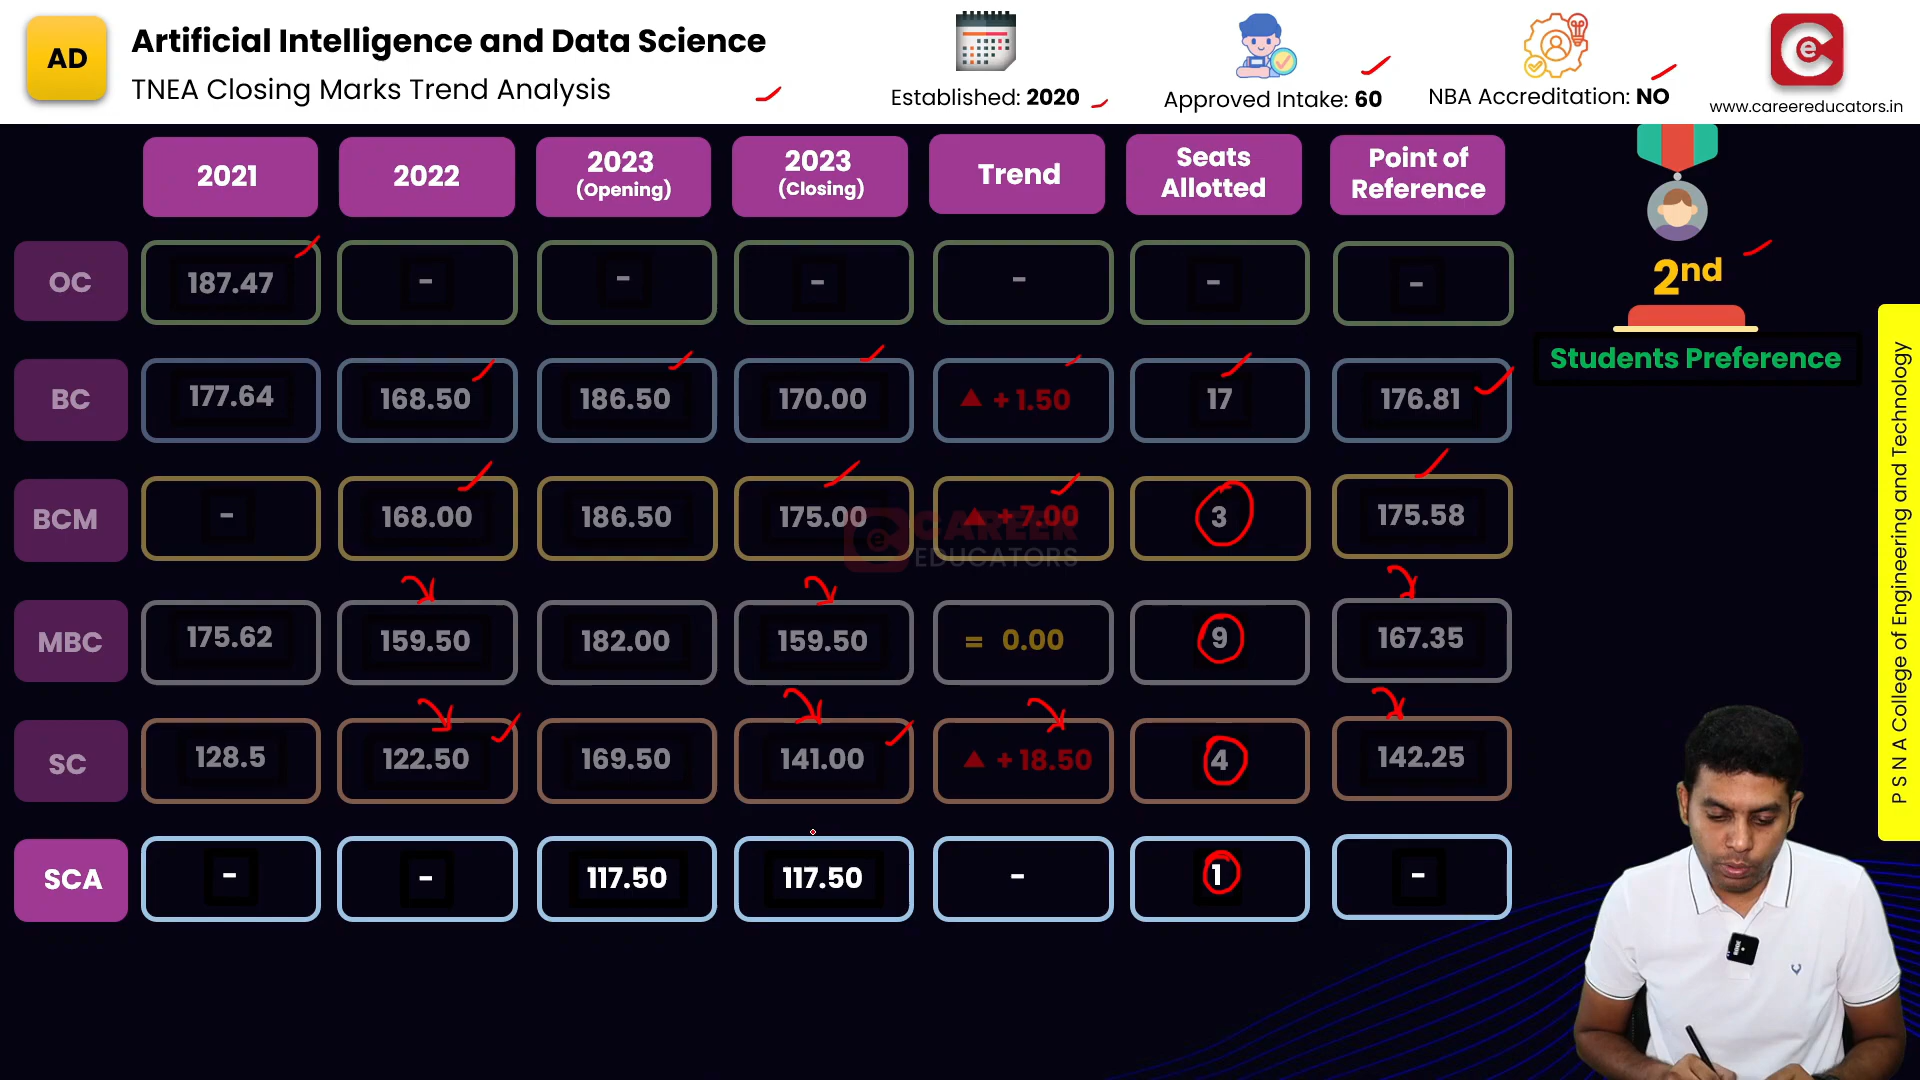 AD
Artificial Intelligence and Data Science
TNEA Closing Marks Trend Analysis
Established: 2020
Approved Intake: 60
NBA Accreditation: NO
e
www.careereducators.in
2021
2022
2023
(Opening)
2023
(Closing)
Trend
Seats
Allotted
Point of
Reference
OC
187.47
-
-
-
-
-
-
BC
177.64
168.50
186.50
170.00
▲ + 1.50
17
176.81
BCM
-
168.00
186.50
175.00
▲ + 7.00
3
175.58
e CAREER
EDUCATORS
MBC
175.62
159.50
182.00
159.50
= 0.00
9
167.35
SC
128.5
122.50
169.50
141.00
▲ + 18.50
4
142.25
SCA
-
-
117.50
117.50
-
1
-
2nd
Students Preference
P S N A College of Engineering and Technology